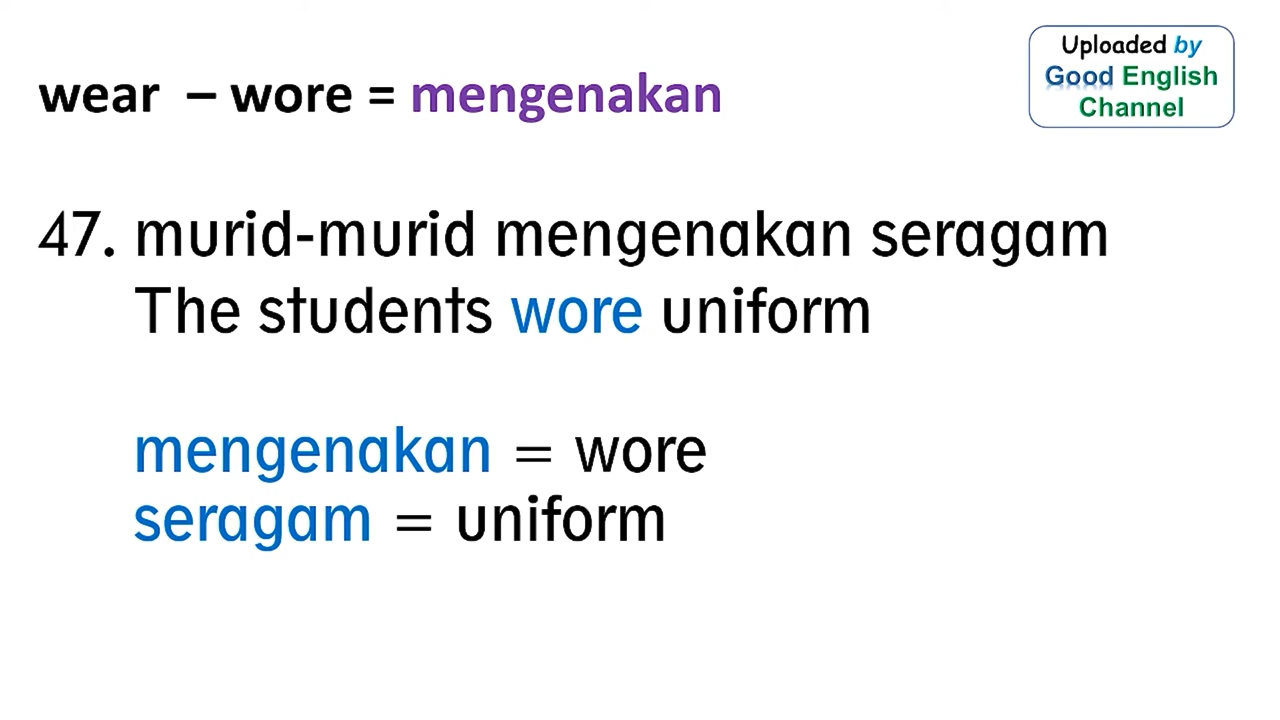 Uploaded by
Good English
Channel
wear – wore = mengenakan
47. murid-murid mengenakan seragam
The students wore uniform
mengenakan = wore
seragam = uniform